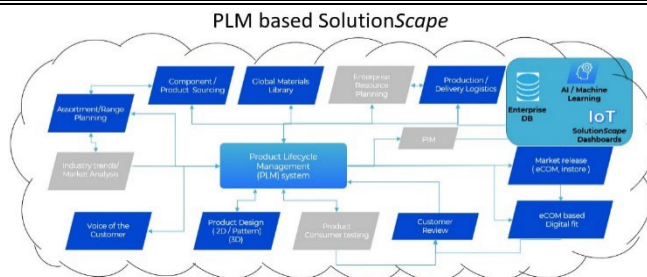 PLM based SolutionScape
Component /
Product Sourcing
Global Materials
Library
Enterprise
Resource
Planning
Production /
Delivery Logistics
AI / Machine
Learning
Enterprise
DB
IoT
SolutionScape
Dashboards
Assortment/Range
Planning
PIM
Industry trends/
Market Analysis
Product Lifecycle
Management
(PLM) system
Market release
( eCOM, instore )
Voice of the
Customer
Product Design
( 2D / Pattern)
(3D)
Product
Consumer testing
Customer
Review
eCOM based
Digital fit